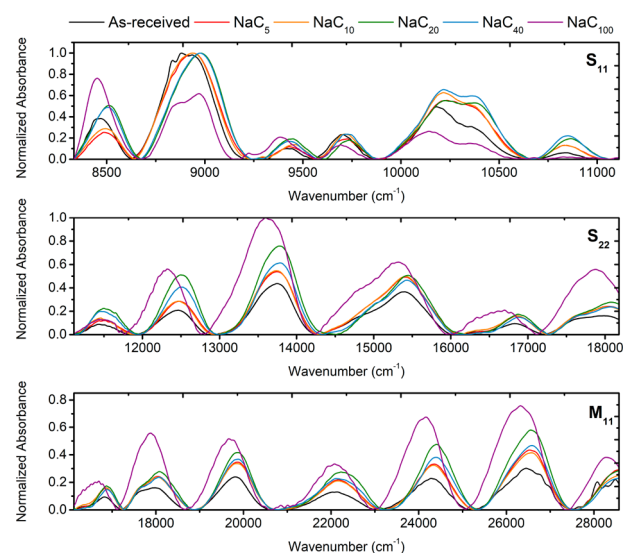 As-received NaC5 NaC10 NaC20 NaC40 NaC100
S11
Normalized Absorbance
1.0
0.8
0.6
0.4
0.2
0.0
8500 9000 9500 10000 10500 11000
Wavenumber (cm-1)
S22
Normalized Absorbance
1.0
0.8
0.6
0.4
0.2
0.0
12000 13000 14000 15000 16000 17000 18000
Wavenumber (cm-1)
M11
Normalized Absorbance
0.8
0.6
0.4
0.2
0.0
18000 20000 22000 24000 26000 28000
Wavenumber (cm-1)